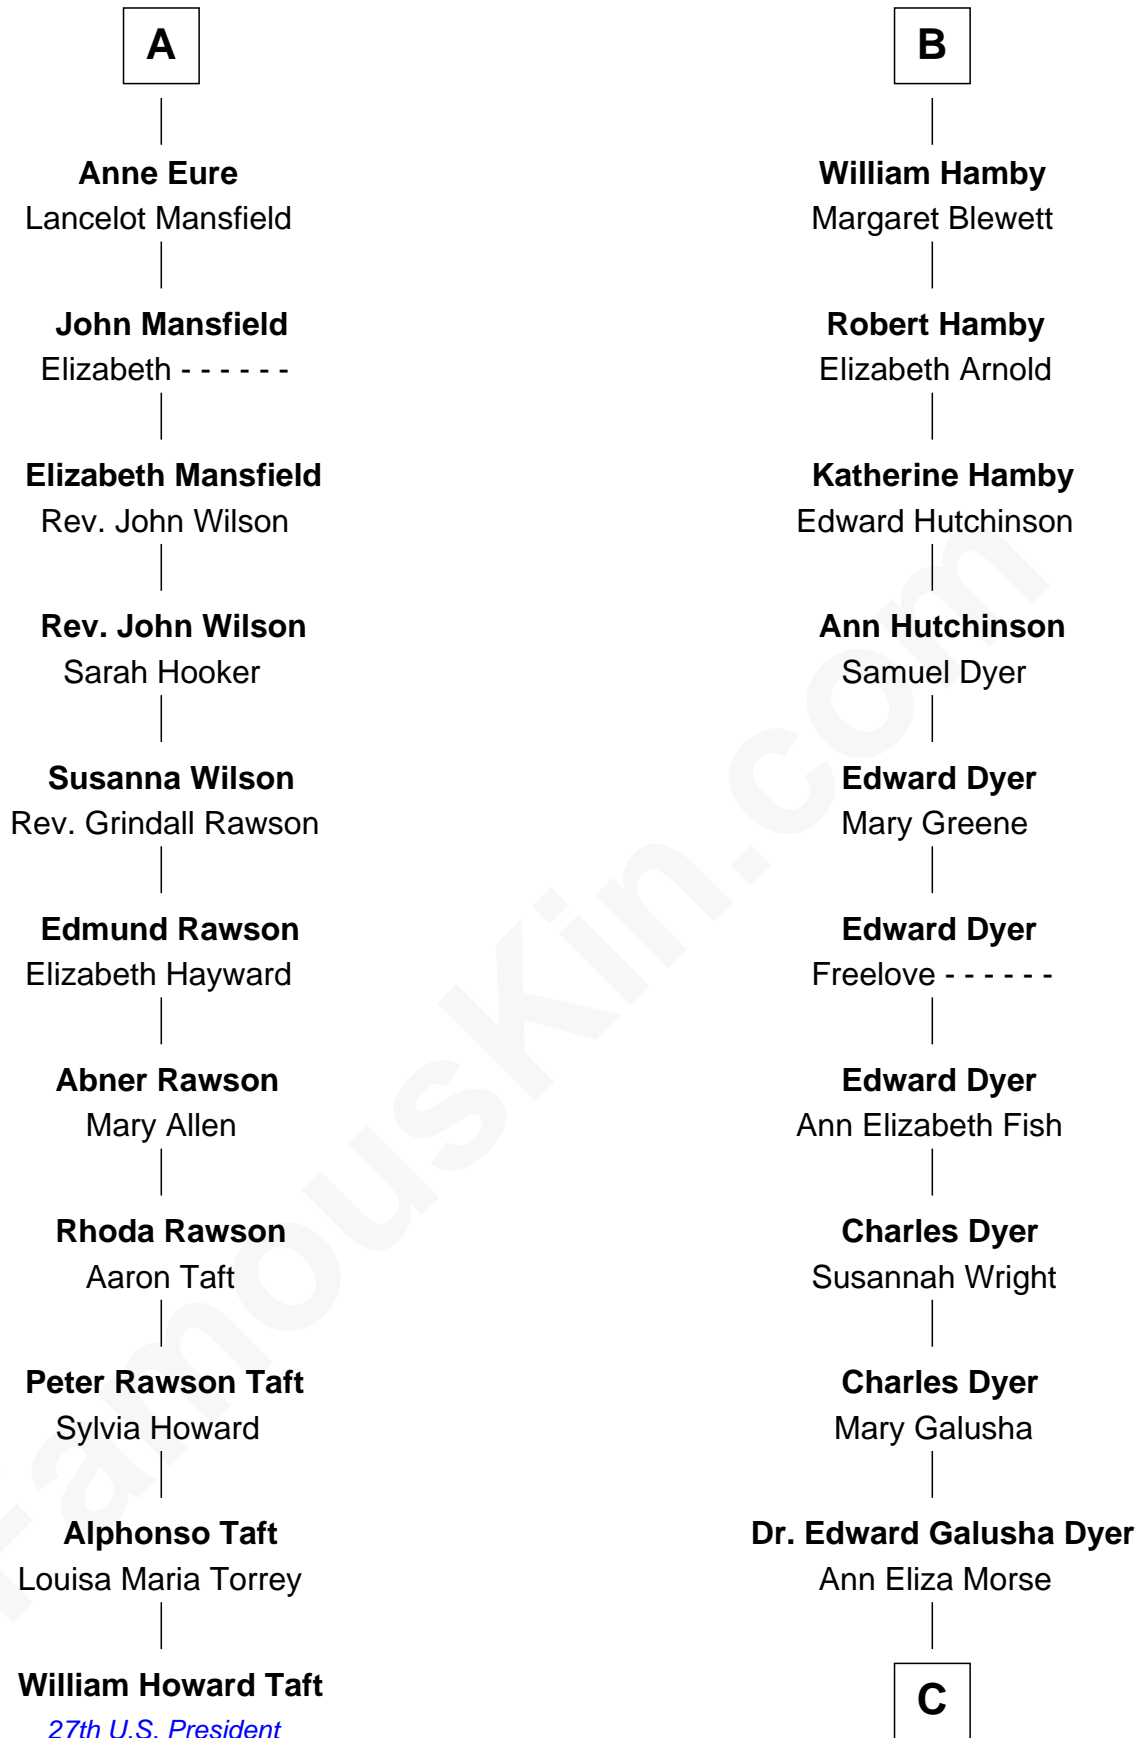 A
Anne Eure
Lancelot Mansfield
John Mansfield
Elizabeth - - - - - -
Elizabeth Mansfield
Rev. John Wilson
Rev. John Wilson
Sarah Hooker
Susanna Wilson
Rev. Grindall Rawson
Edmund Rawson
Elizabeth Hayward
Abner Rawson
Mary Allen
Rhoda Rawson
Aaron Taft
Peter Rawson Taft
Sylvia Howard
Alphonso Taft
Louisa Maria Torrey
William Howard Taft
27th U.S. President
B
William Hamby
Margaret Blewett
Robert Hamby
Elizabeth Arnold
Katherine Hamby
Edward Hutchinson
Ann Hutchinson
Samuel Dyer
Edward Dyer
Mary Greene
Edward Dyer
Freelove - - - - - -
Edward Dyer
Ann Elizabeth Fish
Charles Dyer
Susannah Wright
Charles Dyer
Mary Galusha
Dr. Edward Galusha Dyer
Ann Eliza Morse
C
FamousKin.com